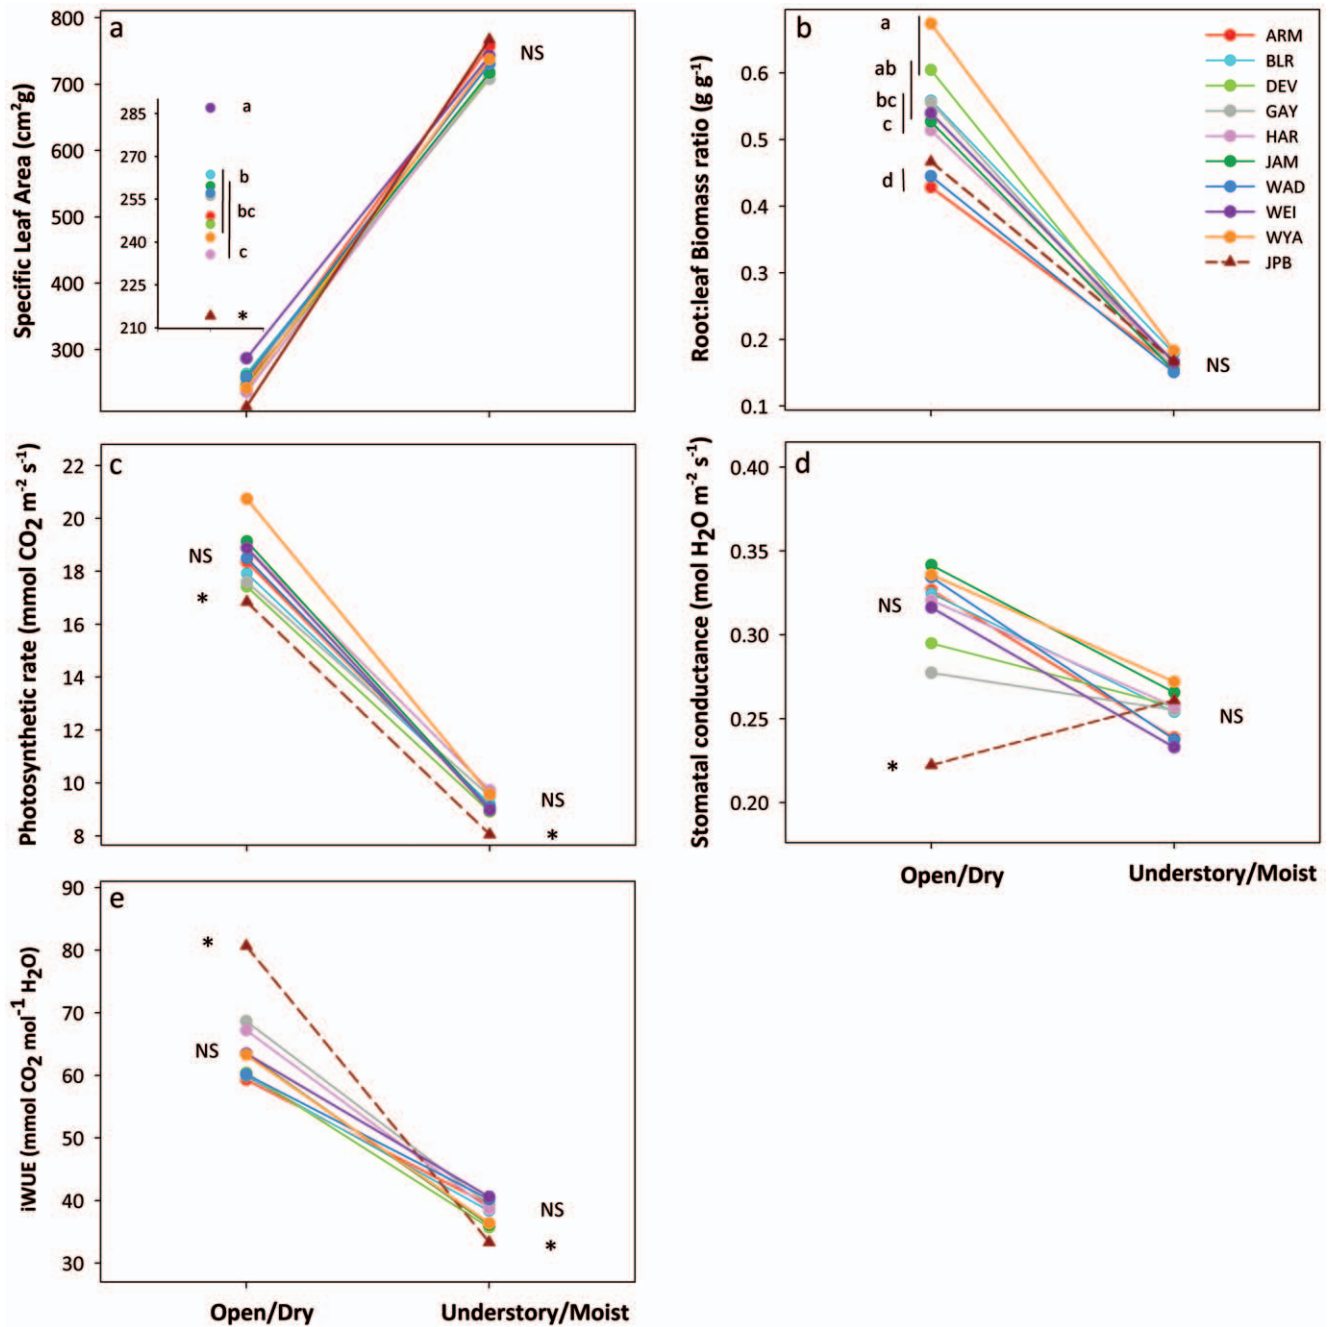 a
Specific Leaf Area (cm²g)
800
700
600
500
400
300
NS
285
270
255
240
225
210
a
b
bc
c
*
b
Root:leaf Biomass ratio (g g⁻¹)
0.6
0.5
0.4
0.3
0.2
0.1
a
ab
bc
c
d
NS
ARM
BLR
DEV
GAY
HAR
JAM
WAD
WEI
WYA
JPB
c
Photosynthetic rate (mmol CO₂ m⁻² s⁻¹)
22
20
18
16
14
12
10
8
NS
*
NS
*
d
Stomatal conductance (mol H₂O m⁻² s⁻¹)
0.40
0.35
0.30
0.25
0.20
NS
*
NS
Open/Dry
Understory/Moist
e
iWUE (mmol CO₂ mol⁻¹ H₂O)
90
80
70
60
50
40
30
*
NS
NS
*
Open/Dry
Understory/Moist